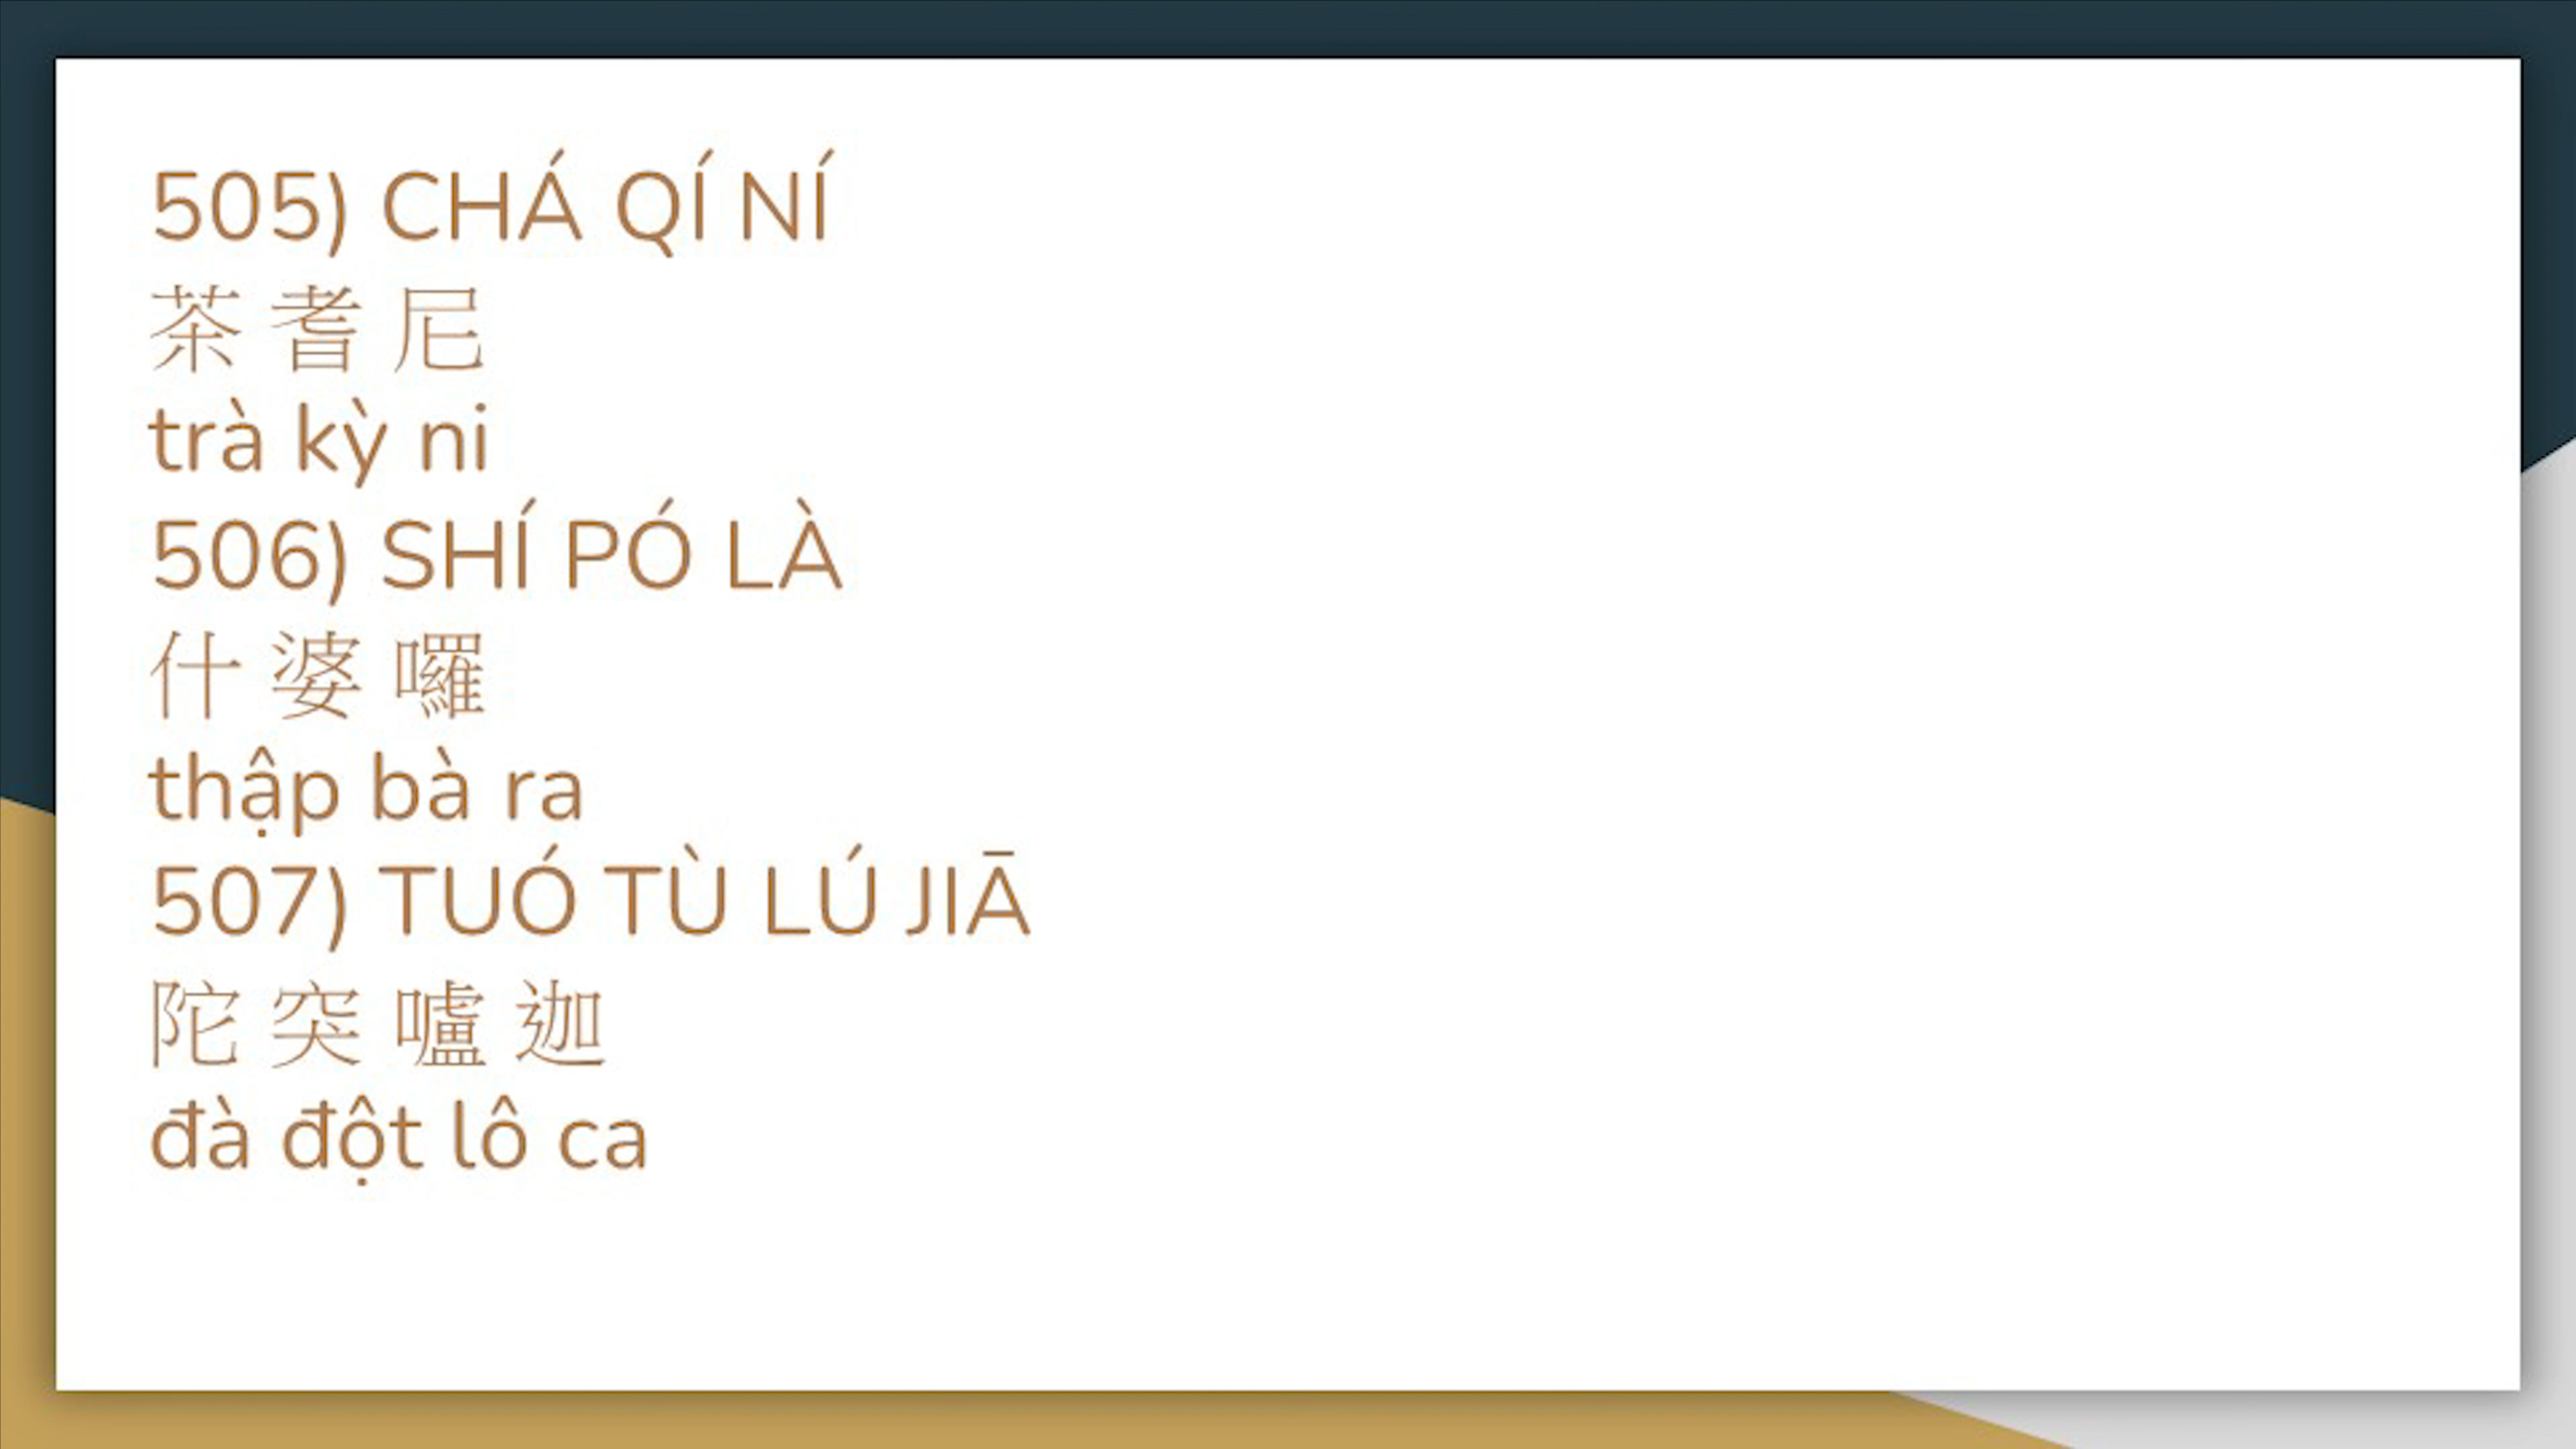 505) CHÁ QÍ NÍ
茶 耆 尼
trà kỳ ni
506) SHÍ PÓ LÀ
什 婆 囉
thập bà ra
507) TUÓ TÙ LÚ JIĀ
陀 突 嚧 迦
đà đột lô ca